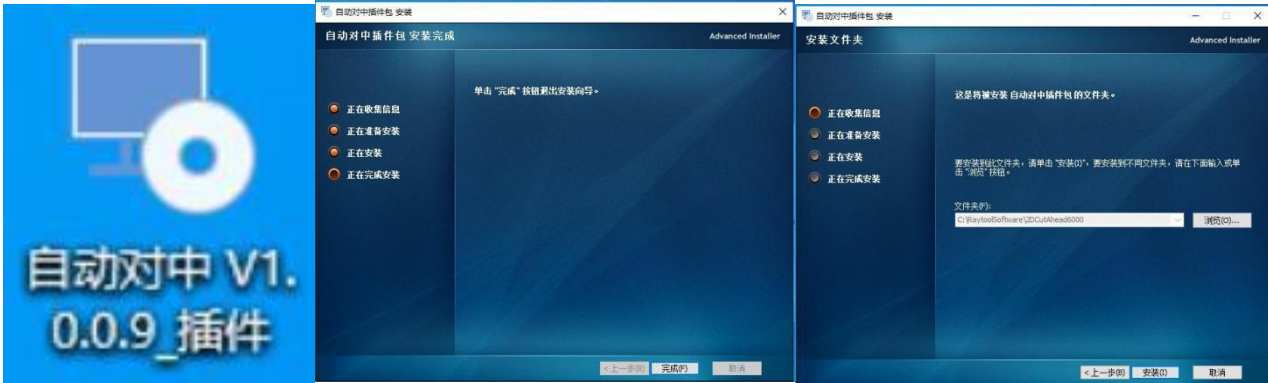 自动对中 V1.
0.0.9_插件
自动对中插件包 安装
自动对中插件包 安装完成
Advanced Installer
单击 "完成" 按钮退出安装向导。
正在收集信息
正在准备安装
正在安装
正在完成安装
<上一步(B)
完成(F)
取消
自动对中插件包 安装
安装文件夹
Advanced Installer
这是将被安装 自动对中插件包 的文件夹。
正在收集信息
正在准备安装
正在安装
正在完成安装
要安装到此文件夹，请单击 "安装(I)"，要安装到不同文件夹，请在下面输入或单
击 "浏览" 按钮。
文件夹(F):
C:\RaytoolSoftware\2DCutAhead6000
浏览(O)...
<上一步(B)
安装(I)
取消